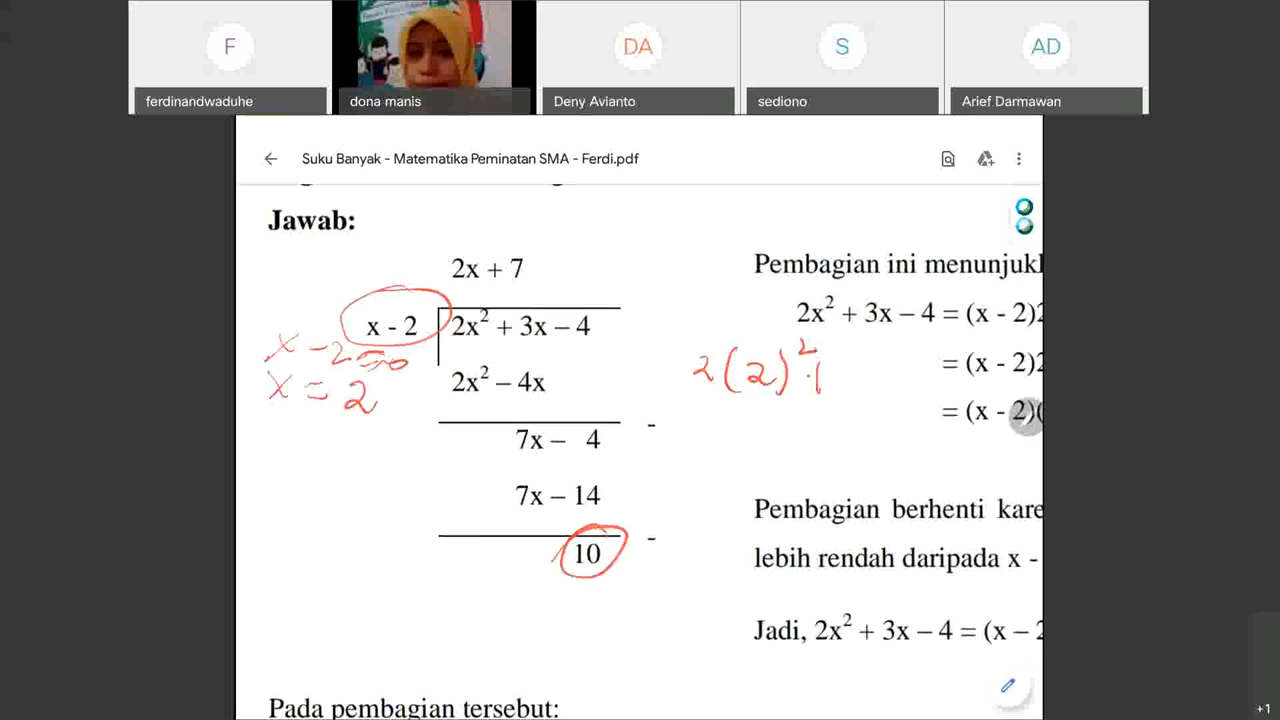 F
DA
S
AD
ferdinandwaduhe
dona manis
Deny Avianto
sediono
Arief Darmawan
Suku Banyak - Matematika Peminatan SMA - Ferdi.pdf
Jawab:
2x + 7
x - 2
2x² + 3x – 4
2x² – 4x
-
7x – 4
7x – 14
-
10
x - 2 = 0
x = 2
2(2)²
Pembagian ini menunjuk
2x² + 3x – 4 = (x - 2)2
= (x - 2)2
= (x - 2)(
Pembagian berhenti kare
lebih rendah daripada x -
Jadi, 2x² + 3x – 4 = (x – 2
Pada pembagian tersebut:
+1